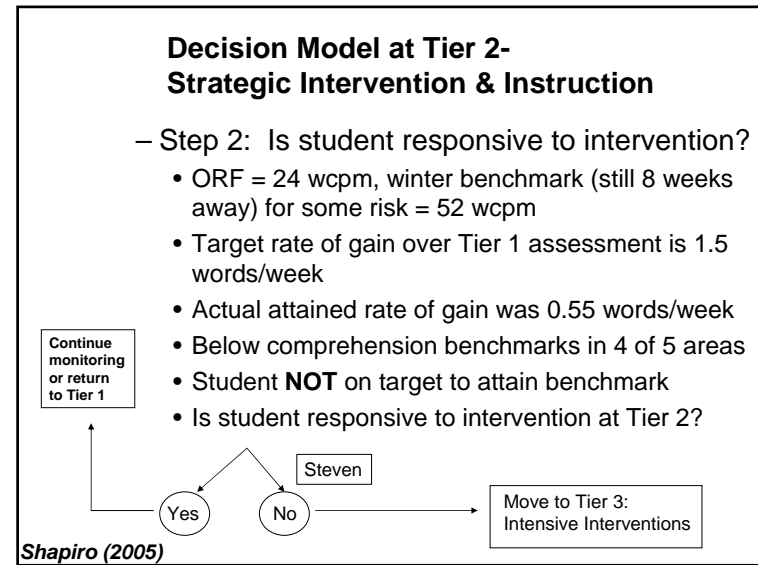 Decision Model at Tier 2-
Strategic Intervention & Instruction
– Step 2: Is student responsive to intervention?
• ORF = 24 wcpm, winter benchmark (still 8 weeks
away) for some risk = 52 wcpm
• Target rate of gain over Tier 1 assessment is 1.5
words/week
• Actual attained rate of gain was 0.55 words/week
• Below comprehension benchmarks in 4 of 5 areas
• Student NOT on target to attain benchmark
• Is student responsive to intervention at Tier 2?
Continue
monitoring
or return
to Tier 1
Steven
Yes
No
Move to Tier 3:
Intensive Interventions
Shapiro (2005)